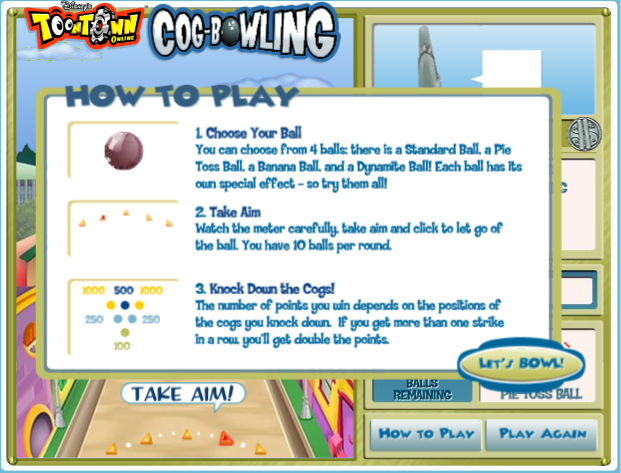 Disney's
TOONTOWN
ONLINE
COG-BOWLING
HOW TO PLAY
1. Choose Your Ball
You can choose from 4 balls: there is a Standard Ball, a Pie
Toss Ball, a Banana Ball, and a Dynamite Ball! Each ball has its
own special effect - so try them all!
2. Take Aim
Watch the meter carefully, take aim and click to let go of
the ball. You have 10 balls per round.
1000 500 1000
250 250
100
3. Knock Down the Cogs!
The number of points you win depends on the positions of
the cogs you knock down. If you get more than one strike
in a row, you'll get double the points.
LET'S BOWL!
TAKE AIM!
BALLS
REMAINING
PIE TOSS BALL
HOW TO PLAY
PLAY AGAIN